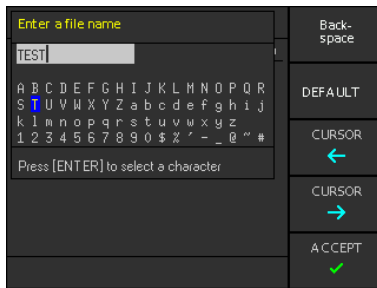 Enter a file name
TEST
A B C D E F G H I J K L M N O P Q R
S T U V W X Y Z a b c d e f g h i j
k l m n o p q r s t u v w x y z
1 2 3 4 5 6 7 8 9 0 $ % ´ - _ @ ~ #
Press [ENTER] to select a character
Back-
space
DEFAULT
CURSOR
CURSOR
ACCEPT